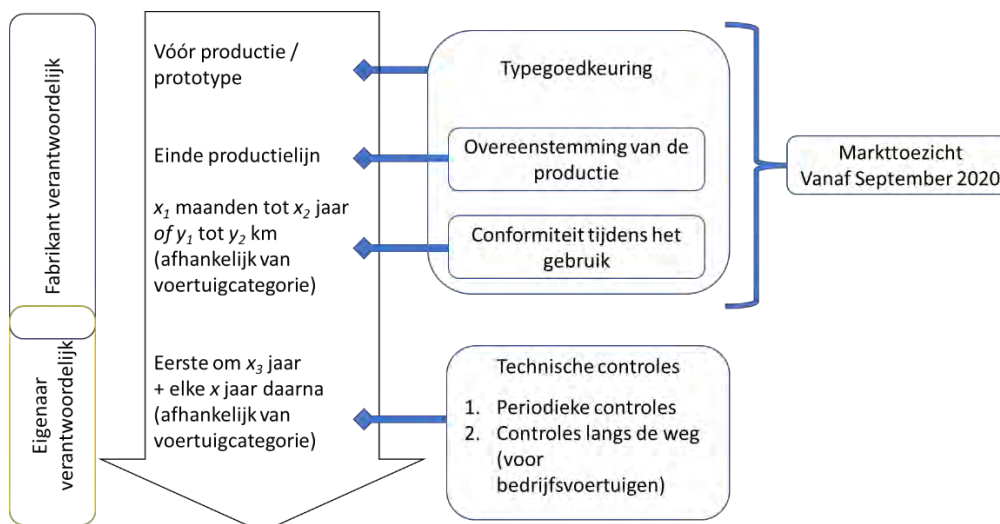 Fabrikant verantwoordelijk
Eigenaar
verantwoordelijk
Vóór productie /
prototype
Einde productielijn
x₁ maanden tot x₂ jaar
of y₁ tot y₂ km
(afhankelijk van
voertuigcategorie)
Eerste om x₃ jaar
+ elke x jaar daarna
(afhankelijk van
voertuigcategorie)
Typegoedkeuring
Overeenstemming van de
productie
Conformiteit tijdens het
gebruik
Technische controles
1. Periodieke controles
2. Controles langs de weg
(voor
bedrijfsvoertuigen)
Markttoezicht
Vanaf September 2020